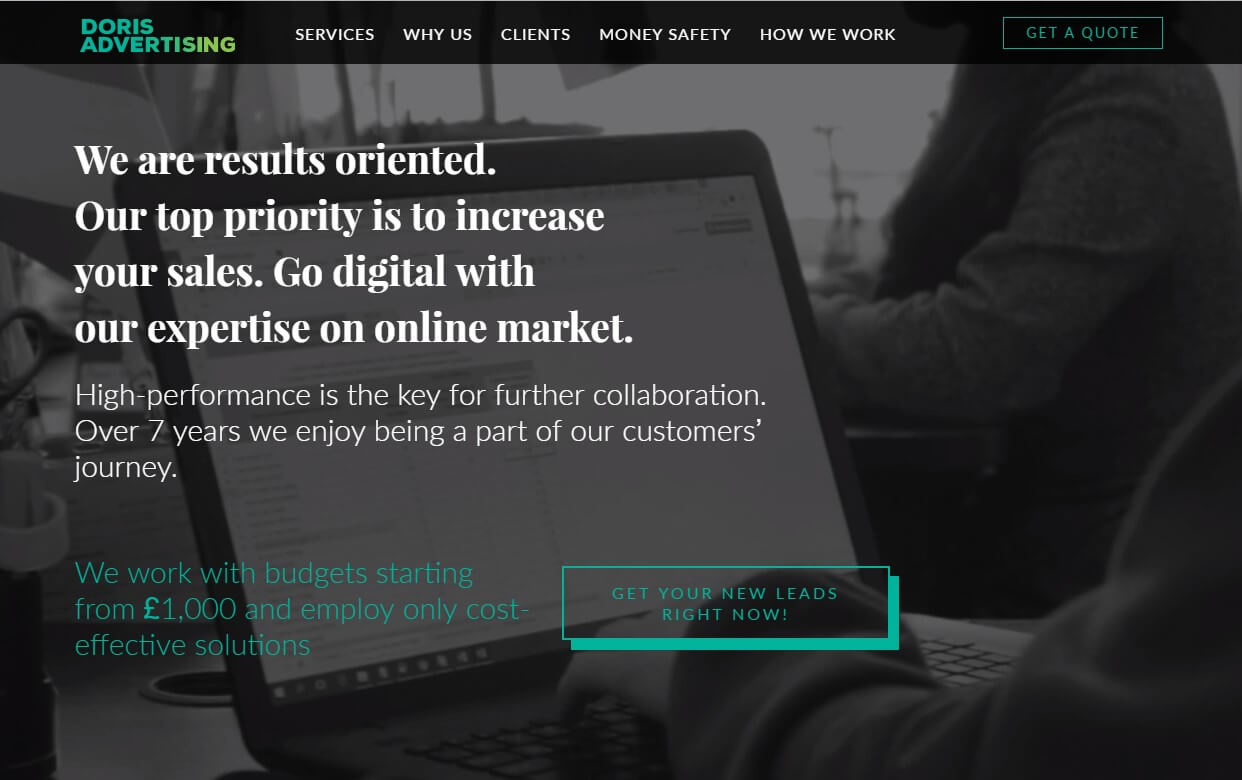 DORIS
ADVERTISING
SERVICES
WHY US
CLIENTS
MONEY SAFETY
HOW WE WORK
GET A QUOTE
We are results oriented.
Our top priority is to increase
your sales. Go digital with
our expertise on online market.
High-performance is the key for further collaboration.
Over 7 years we enjoy being a part of our customers’
journey.
We work with budgets starting
from £1,000 and employ only cost-
effective solutions
GET YOUR NEW LEADS
RIGHT NOW!